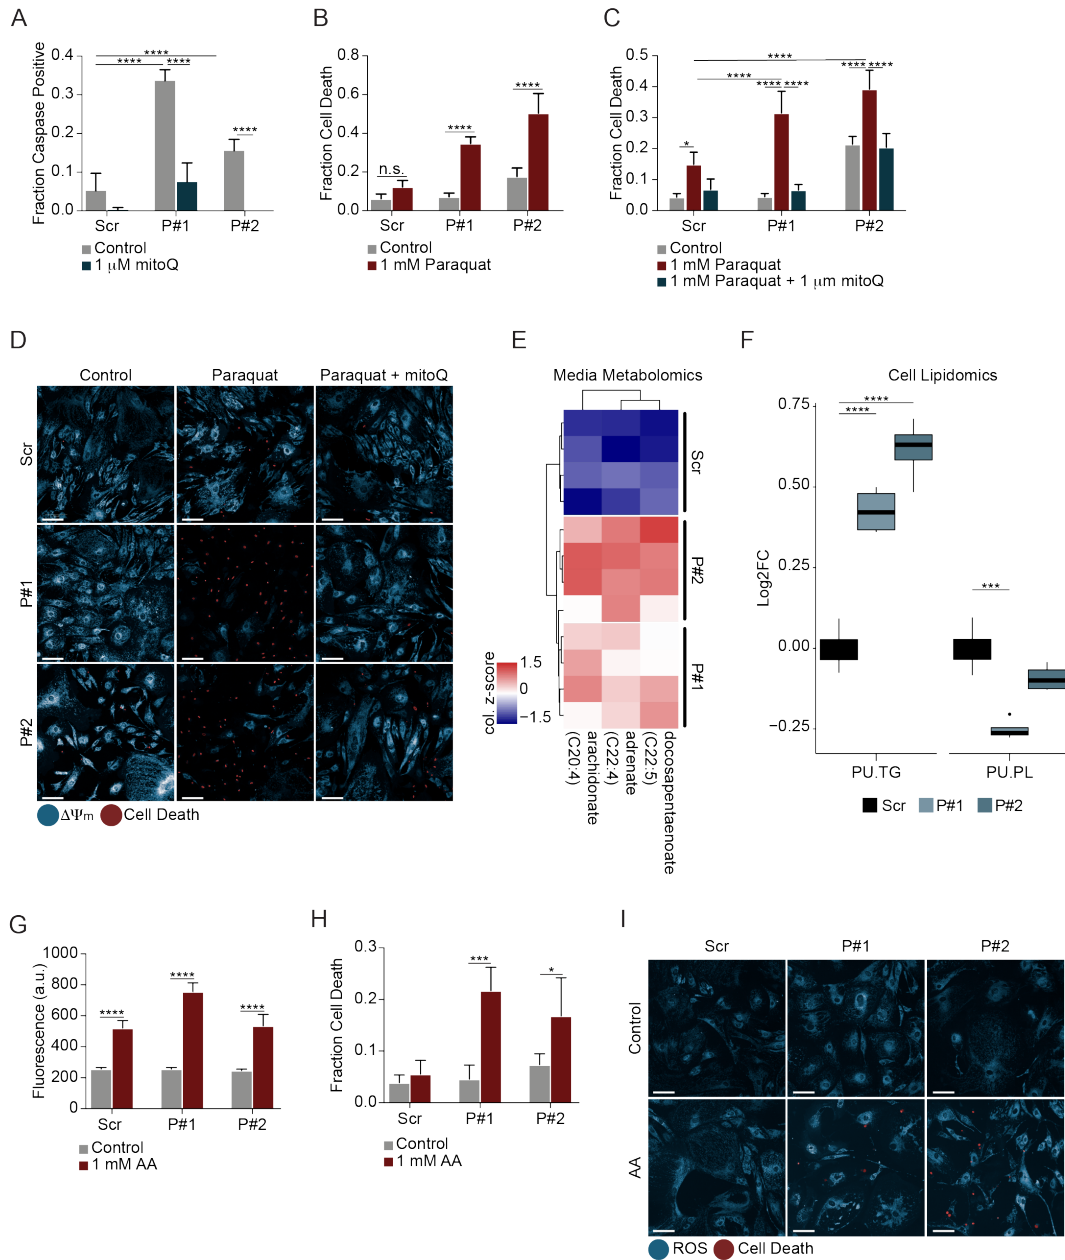 A
Fraction Caspase Positive
0.4
0.3
0.2
0.1
0.0
****
****
****
****
Scr
P#1
P#2
Control
1 μM mitoQ
B
Fraction Cell Death
0.8
0.6
0.4
0.2
0.0
n.s.
****
****
Scr
P#1
P#2
Control
1 mM Paraquat
C
Fraction Cell Death
0.5
0.4
0.3
0.2
0.1
0.0
*
****
****
****
****
****
****
Scr
P#1
P#2
Control
1 mM Paraquat
1 mM Paraquat + 1 μm mitoQ
D
Control
Paraquat
Paraquat + mitoQ
Scr
P#1
P#2
ΔΨm
Cell Death
E
Media Metabolomics
Scr
P#2
P#1
col. z-score
1.5
0
−1.5
arachidonate
(C20:4)
adrenate
(C22:4)
docosapentaenoate
(C22:5)
F
Cell Lipidomics
Log2FC
0.75
0.50
0.25
0.00
−0.25
****
****
***
PU.TG
PU.PL
Scr
P#1
P#2
G
Fluorescence (a.u.)
1000
800
600
400
200
0
****
****
****
Scr
P#1
P#2
Control
1 mM AA
H
Fraction Cell Death
0.3
0.2
0.1
0.0
***
*
Scr
P#1
P#2
Control
1 mM AA
I
Scr
P#1
P#2
Control
AA
ROS
Cell Death